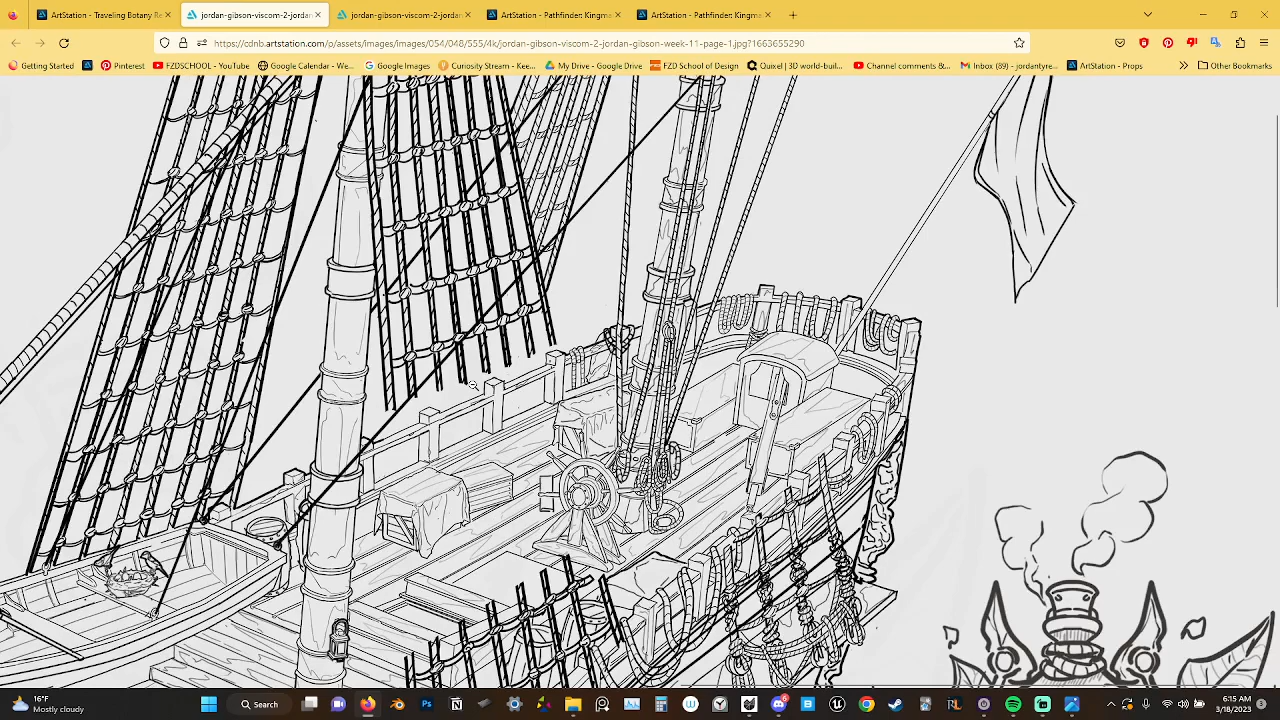 ArtStation - Traveling Botany Re
jordan-gibson-viscom-2-jordan
jordan-gibson-viscom-2-jordan-
ArtStation - Pathfinder: Kingma
ArtStation - Pathfinder: Kingma
https://cdnb.artstation.com/p/assets/images/images/054/048/555/4k/jordan-gibson-viscom-2-jordan-gibson-week-11-page-1.jpg?1663655290
Getting Started
Pinterest
FZDSCHOOL - YouTube
Google Calendar - We...
Google Images
Curiosity Stream - Kee...
My Drive - Google Drive
FZD School of Design
Quixel | 3D world-buil...
Channel comments &...
Inbox (89) - jordantyre...
ArtStation - Props
Other Bookmarks
16°F
Mostly cloudy
Search
6:15 AM
3/18/2023